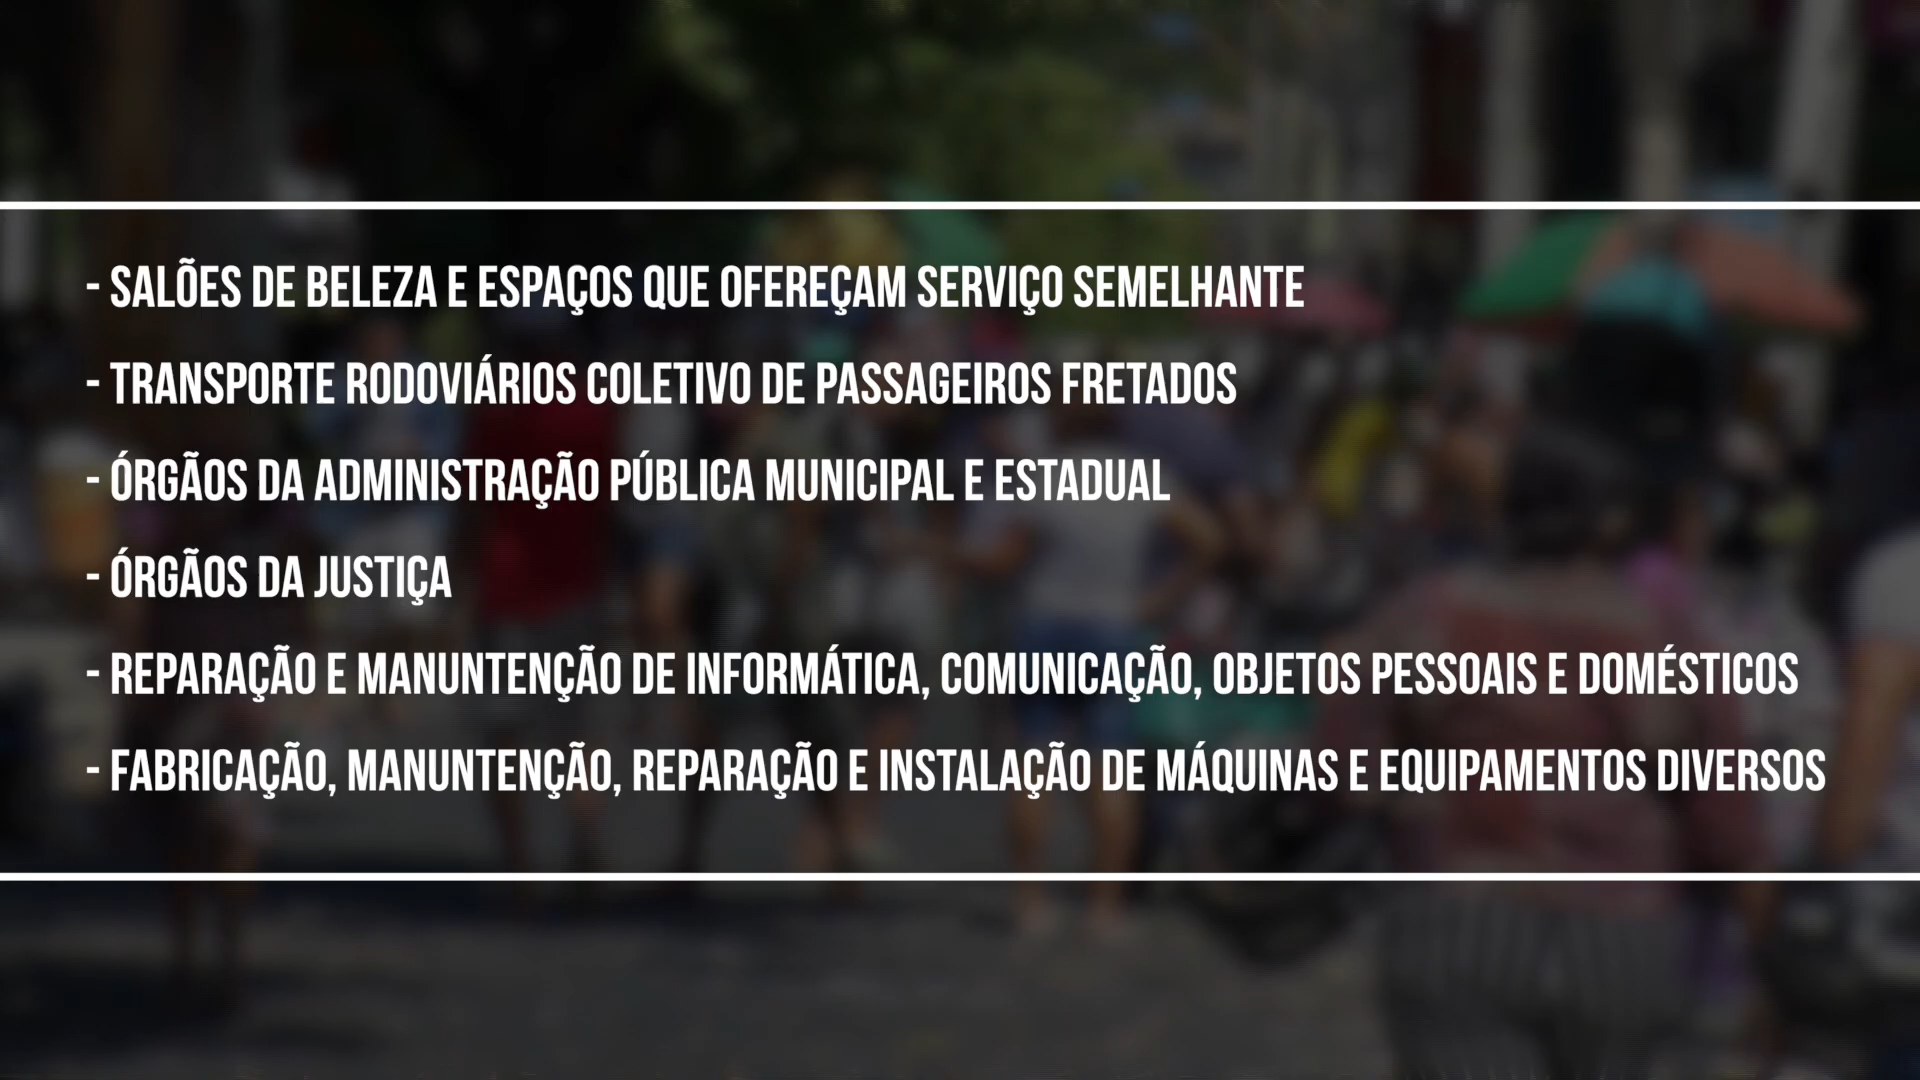 - SALÕES DE BELEZA E ESPAÇOS QUE OFEREÇAM SERVIÇO SEMELHANTE
- TRANSPORTE RODOVIÁRIOS COLETIVO DE PASSAGEIROS FRETADOS
- ÓRGÃOS DA ADMINISTRAÇÃO PÚBLICA MUNICIPAL E ESTADUAL
- ÓRGÃOS DA JUSTIÇA
- REPARAÇÃO E MANUNTENÇÃO DE INFORMÁTICA, COMUNICAÇÃO, OBJETOS PESSOAIS E DOMÉSTICOS
- FABRICAÇÃO, MANUNTENÇÃO, REPARAÇÃO E INSTALAÇÃO DE MÁQUINAS E EQUIPAMENTOS DIVERSOS